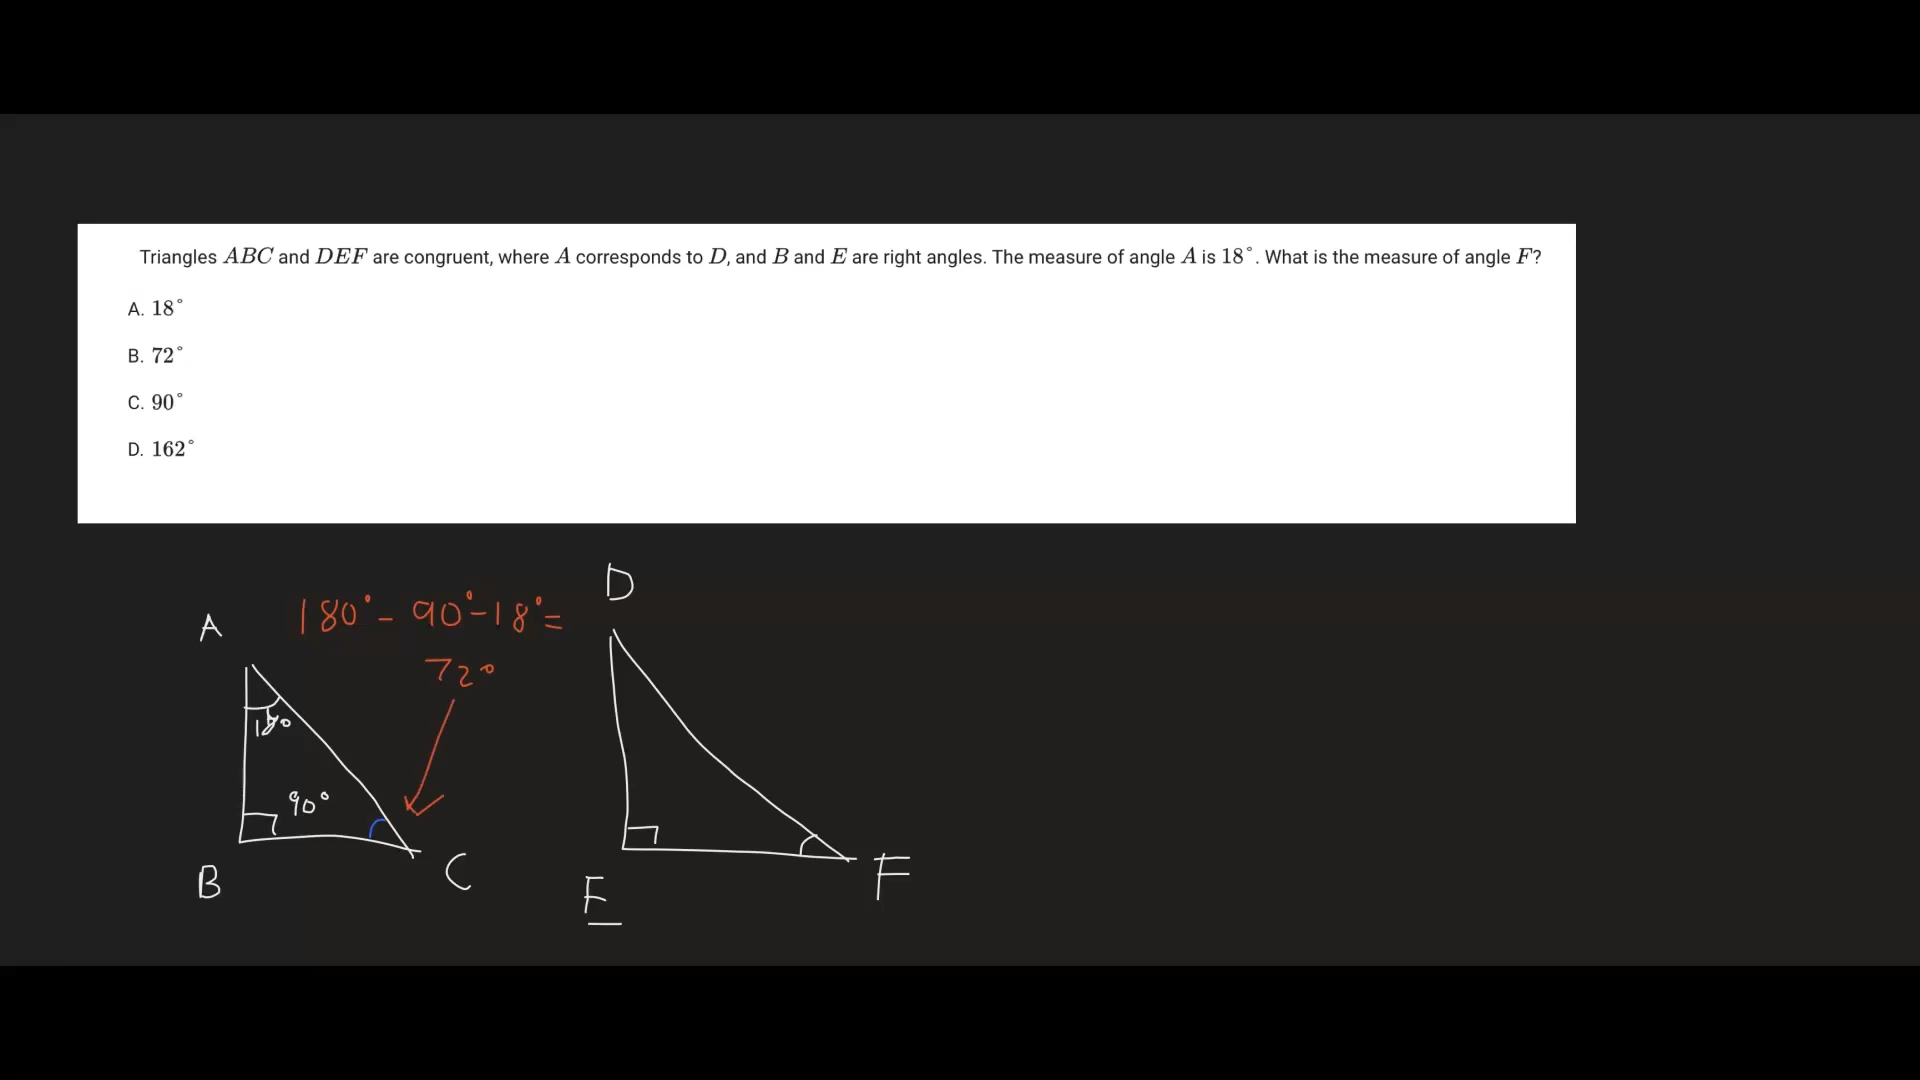 Triangles ABC and DEF are congruent, where A corresponds to D, and B and E are right angles. The measure of angle A is 18°. What is the measure of angle F?
A. 18°
B. 72°
C. 90°
D. 162°
D
A
180° - 90° - 18° =
72°
18°
90°
B
C
E
F